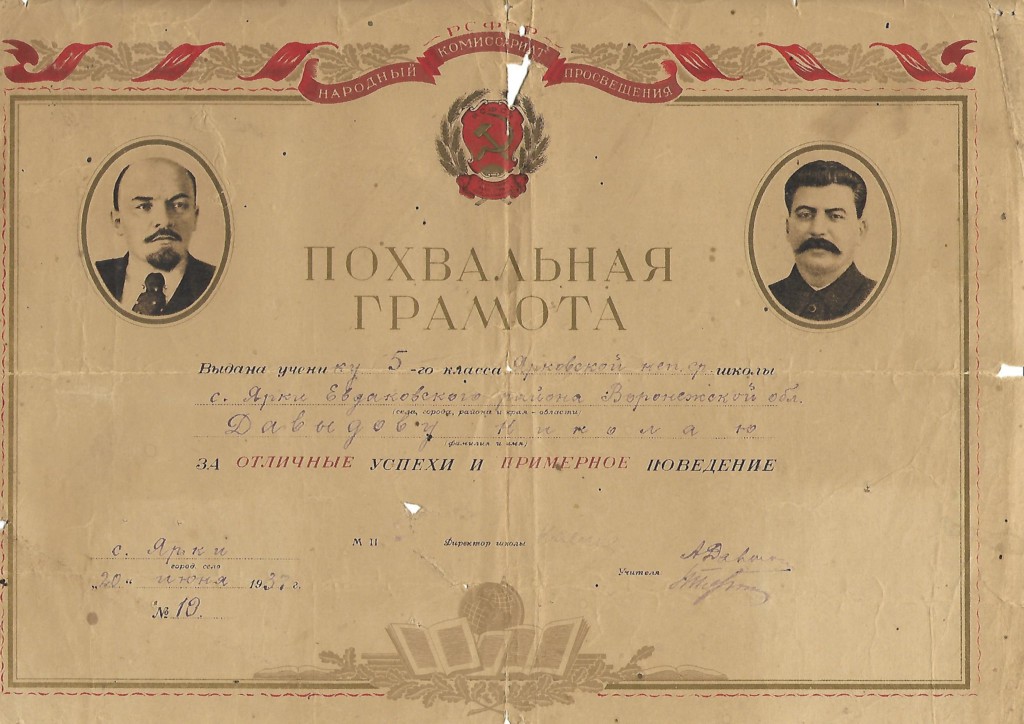 РСФСР
НАРОДНЫЙ КОМИССАРИАТ ПРОСВЕЩЕНИЯ
ПОХВАЛЬНАЯ
ГРАМОТА
Выдана ученику 5-го класса Ярковской неп. ср. школы
с. Ярки Евдаковского района Воронежской обл.
(села, города, района и края - области)
Давыдову Николаю
(фамилия и имя)
ЗА ОТЛИЧНЫЕ УСПЕХИ И ПРИМЕРНОЕ ПОВЕДЕНИЕ
с. Ярки
город, село
"20" июня 1937 г.
№ 19.
М П
Директор школы
Учителя